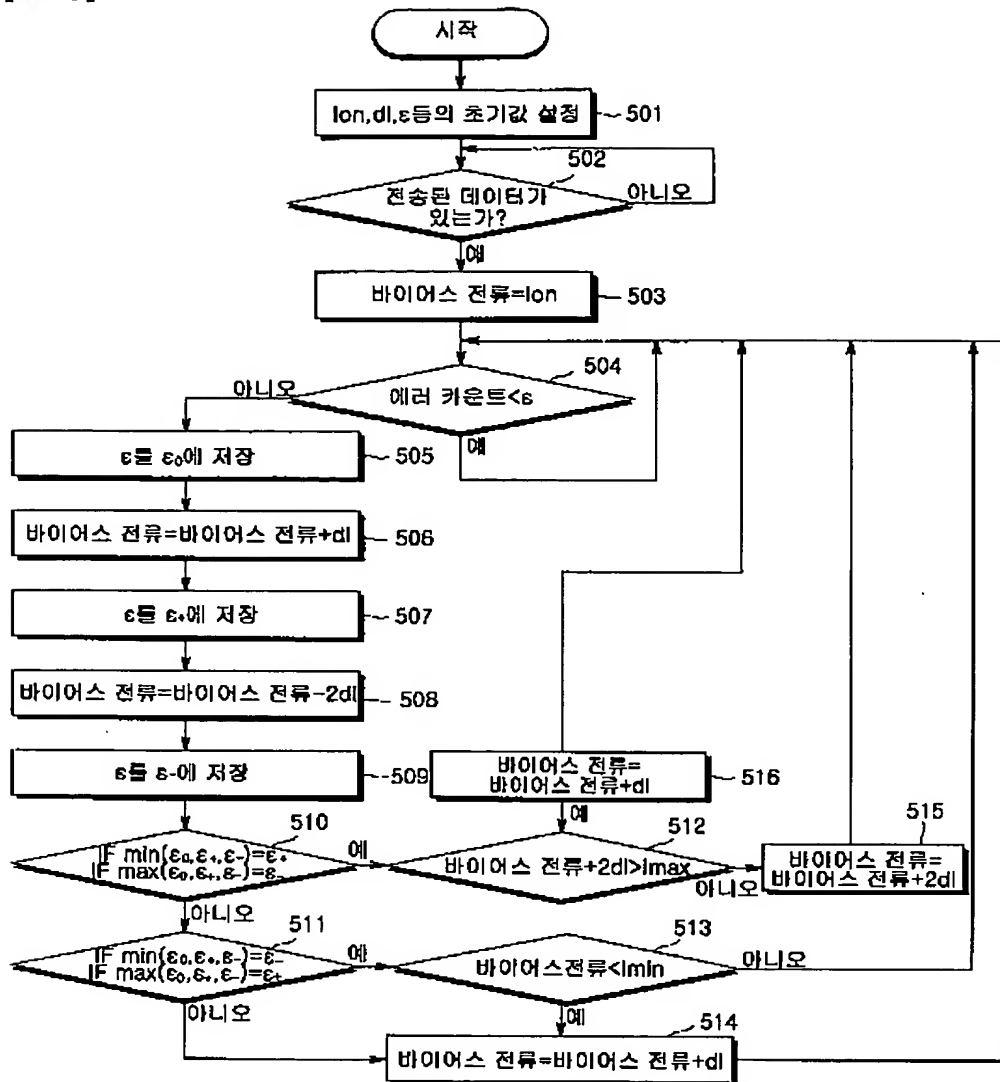 시작
Ion,dI,ε등의 초기값 설정
501
502
전송된 데이터가
있는가?
아니오
예
바이어스 전류=Ion
503
504
아니오
에러 카운트<ε
예
ε를 ε₀에 저장
505
바이어스 전류=바이어스 전류+dI
506
ε를 ε₊에 저장
507
바이어스 전류=바이어스 전류-2dI
508
ε를 ε-에 저장
509
바이어스 전류=
바이어스 전류+dI
516
예
510
IF min(ε₀,ε₊,ε₋)=ε₊
IF max(ε₀,ε₊,ε₋)=ε₋
예
512
바이어스 전류+2dI>Imax
아니오
515
바이어스 전류=
바이어스 전류+2dI
아니오
511
IF min(ε₀,ε₊,ε₋)=ε₋
IF max(ε₀,ε₊,ε₋)=ε₊
예
513
바이어스전류<Imin
아니오
아니오
예
514
바이어스 전류=바이어스 전류+dI